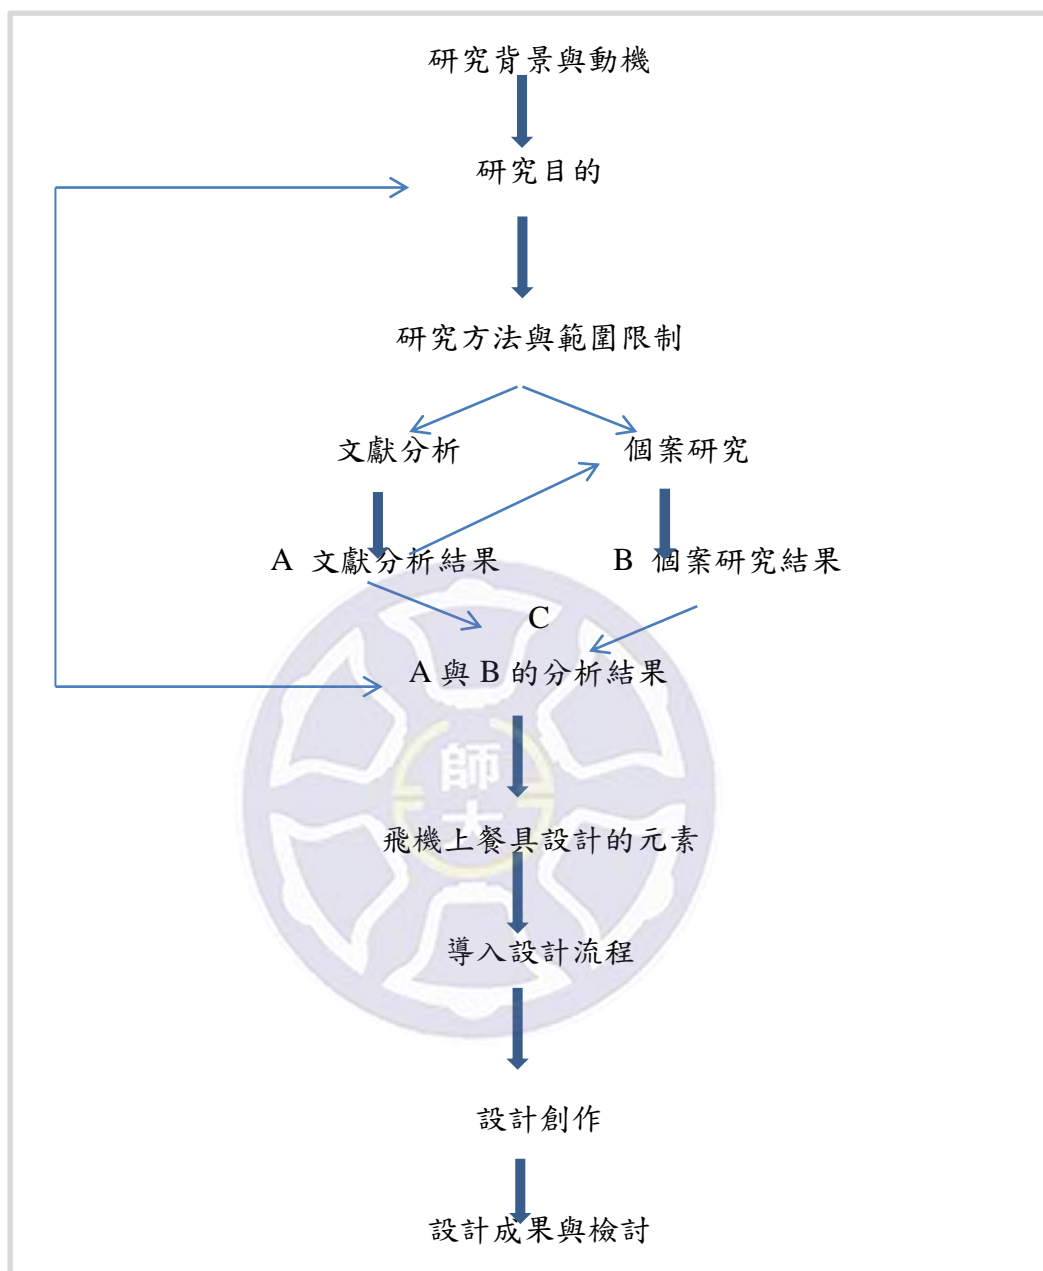 研究背景與動機
研究目的
研究方法與範圍限制
文獻分析
個案研究
A 文獻分析結果
B 個案研究結果
C
A 與 B 的分析結果
師大
飛機上餐具設計的元素
導入設計流程
設計創作
設計成果與檢討